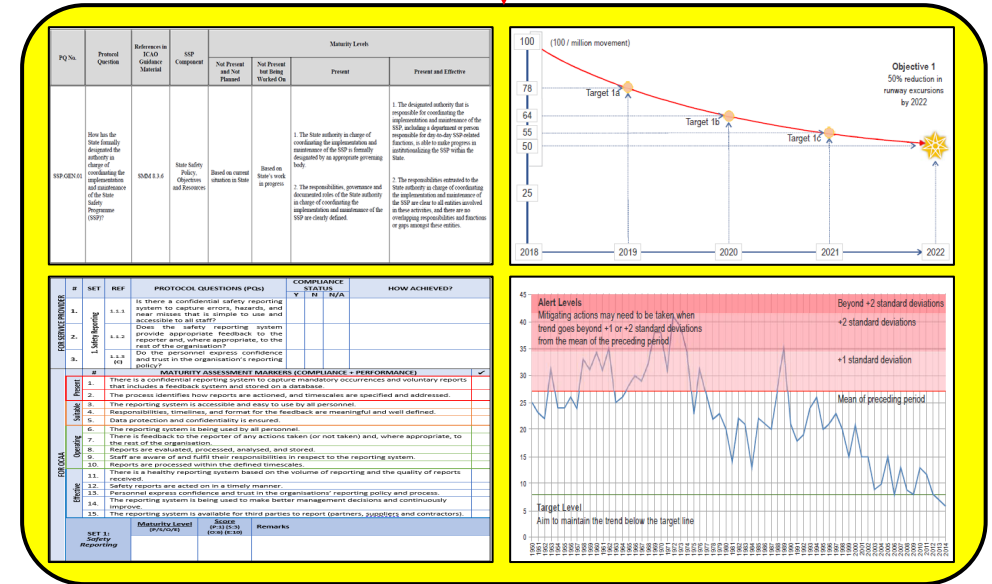 PQ No.
Protocol
Question
References in
ICAO
Guidance
Material
SSP
Component
Maturity Levels
Not Present
and Not
Planned
Not Present
but Being
Worked On
Present
Present and Effective
SSP.GEN.01
How has the
State formally
designated the
authority in
charge of
coordinating the
implementation
and maintenance
of the State
Safety
Programme
(SSP)?
SMM 8.3.6
State Safety
Policy,
Objectives
and Resources
Based on current
situation in State
Based on
State's work
in progress
1. The State authority in charge of
coordinating the implementation and
maintenance of the SSP is formally
designated by an appropriate governing
body.
2. The responsibilities, governance and
documented roles of the State authority
in charge of coordinating the
implementation and maintenance of the
SSP are clearly defined.
1. The designated authority that is
responsible for coordinating the
implementation and maintenance of the
SSP, including a department or person
responsible for day-to-day SSP-related
functions, is able to make progress in
institutionalizing the SSP within the
State.
2. The responsibilities entrusted to the
State authority in charge of coordinating
the implementation and maintenance of
the SSP are clear to all entities involved
in these activities, and there are no
overlapping responsibilities and functions
or gaps amongst these entities.
100
(100 / million movement)
Objective 1
50% reduction in
runway excursions
by 2022
78
Target 1a
64
Target 1b
55
Target 1c
50
25
2018
2019
2020
2021
2022
FOR SERVICE PROVIDER
# SET REF PROTOCOL QUESTIONS (PQs) COMPLIANCE STATUS HOW ACHIEVED?
Y N N/A
1. Safety Reporting
1. 1.1.1 Is there a confidential safety reporting
system to capture errors, hazards, and
near misses that is simple to use and
accessible to all staff?
2. 1.1.2 Does the safety reporting system
provide appropriate feedback to the
reporter and, where appropriate, to the
rest of the organisation?
3. 1.1.3 (C) Do the personnel express confidence
and trust in the organisation's reporting
policy?
FOR OCAA
# MATURITY ASSESSMENT MARKERS (COMPLIANCE + PERFORMANCE) ✓
Present
1. There is a confidential reporting system to capture mandatory occurrences and voluntary reports
that includes a feedback system and stored on a database.
2. The process identifies how reports are actioned, and timescales are specified and addressed.
Suitable
3. The reporting system is accessible and easy to use by all personnel.
4. Responsibilities, timelines, and format for the feedback are meaningful and well defined.
5. Data protection and confidentiality is ensured.
Operating
6. The reporting system is being used by all personnel.
7. There is feedback to the reporter of any actions taken (or not taken) and, where appropriate, to
the rest of the organisation.
8. Reports are evaluated, processed, analysed, and stored.
9. Staff are aware of and fulfil their responsibilities in respect to the reporting system.
10. Reports are processed within the defined timescales.
Effective
11. There is a healthy reporting system based on the volume of reporting and the quality of reports
received.
12. Safety reports are acted on in a timely manner.
13. Personnel express confidence and trust in the organisations' reporting policy and process.
14. The reporting system is being used to make better management decisions and continuously
improve.
15. The reporting system is available for third parties to report (partners, suppliers and contractors).
SET 1:
Safety
Reporting
Maturity Level
(P/S/O/E)
Score
(P:1) (S:3)
(O:6) (E:10)
Remarks
45
40
35
30
25
20
15
10
5
0
Alert Levels
Mitigating actions may need to be taken when
trend goes beyond +1 or +2 standard deviations
from the mean of the preceding period
Beyond +2 standard deviations
+2 standard deviations
+1 standard deviation
Mean of preceding period
Target Level
Aim to maintain the trend below the target line